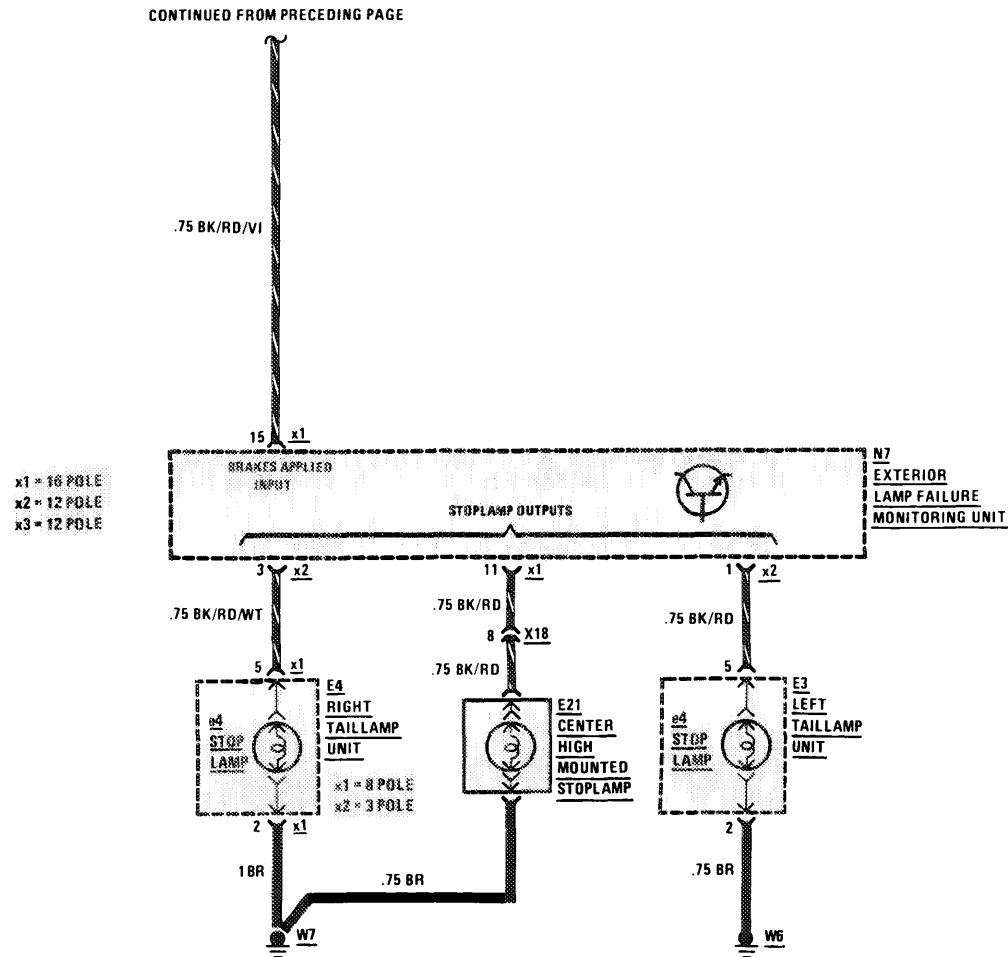 CONTINUED FROM PRECEDING PAGE
.75 BK/RD/VI
15 x1
BRAKES APPLIED
INPUT
N7
EXTERIOR
LAMP FAILURE
MONITORING UNIT
x1 = 16 POLE
x2 = 12 POLE
x3 = 12 POLE
STOPLAMP OUTPUTS
3 x2
11 x1
1 x2
.75 BK/RD/WT
.75 BK/RD
8 X18
.75 BK/RD
.75 BK/RD
5 x1
5
E4
RIGHT
TAILLAMP
UNIT
e4
STOP
LAMP
x1 = 8 POLE
x2 = 3 POLE
E21
CENTER
HIGH
MOUNTED
STOPLAMP
E3
LEFT
TAILLAMP
UNIT
e4
STOP
LAMP
2 x1
2
1 BR
.75 BR
.75 BR
W7
W6